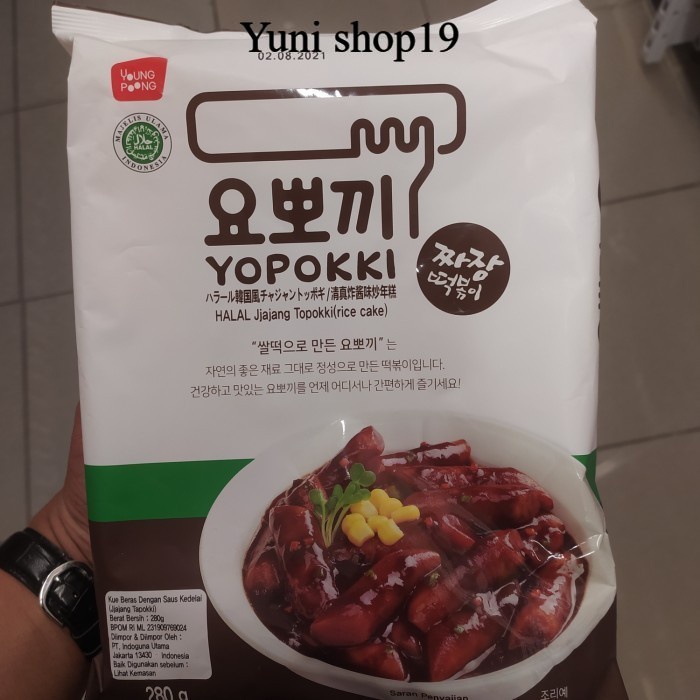 Yuni shop19
02.08.2021
YOUNG
POONG
MAJELIS ULAMA
HALAL
INDONESIA
요뽀끼
YOPOKKI
짜장
떡볶이
ハラール韓国風チャジャントッポギ/清真炸酱味炒年糕
HALAL Jjajang Topokki(rice cake)
"쌀떡으로 만든 요뽀끼" 는
자연의 좋은 재료 그대로 정성으로 만든 떡볶이입니다.
건강하고 맛있는 요뽀끼를 언제 어디서나 간편하게 즐기세요!
Kue Beras Dengan Saus Kedelai
(Jjajang Tapokki)
Berat Bersih : 280g
BPOM RI ML 231909769024
Diimpor & Diimpor Oleh :
PT. Indoguna Utama
Jakarta 13430 Indonesia
Baik Digunakan sebelum :
Lihat Kemasan
280 g
Saran Penyajian
조리예